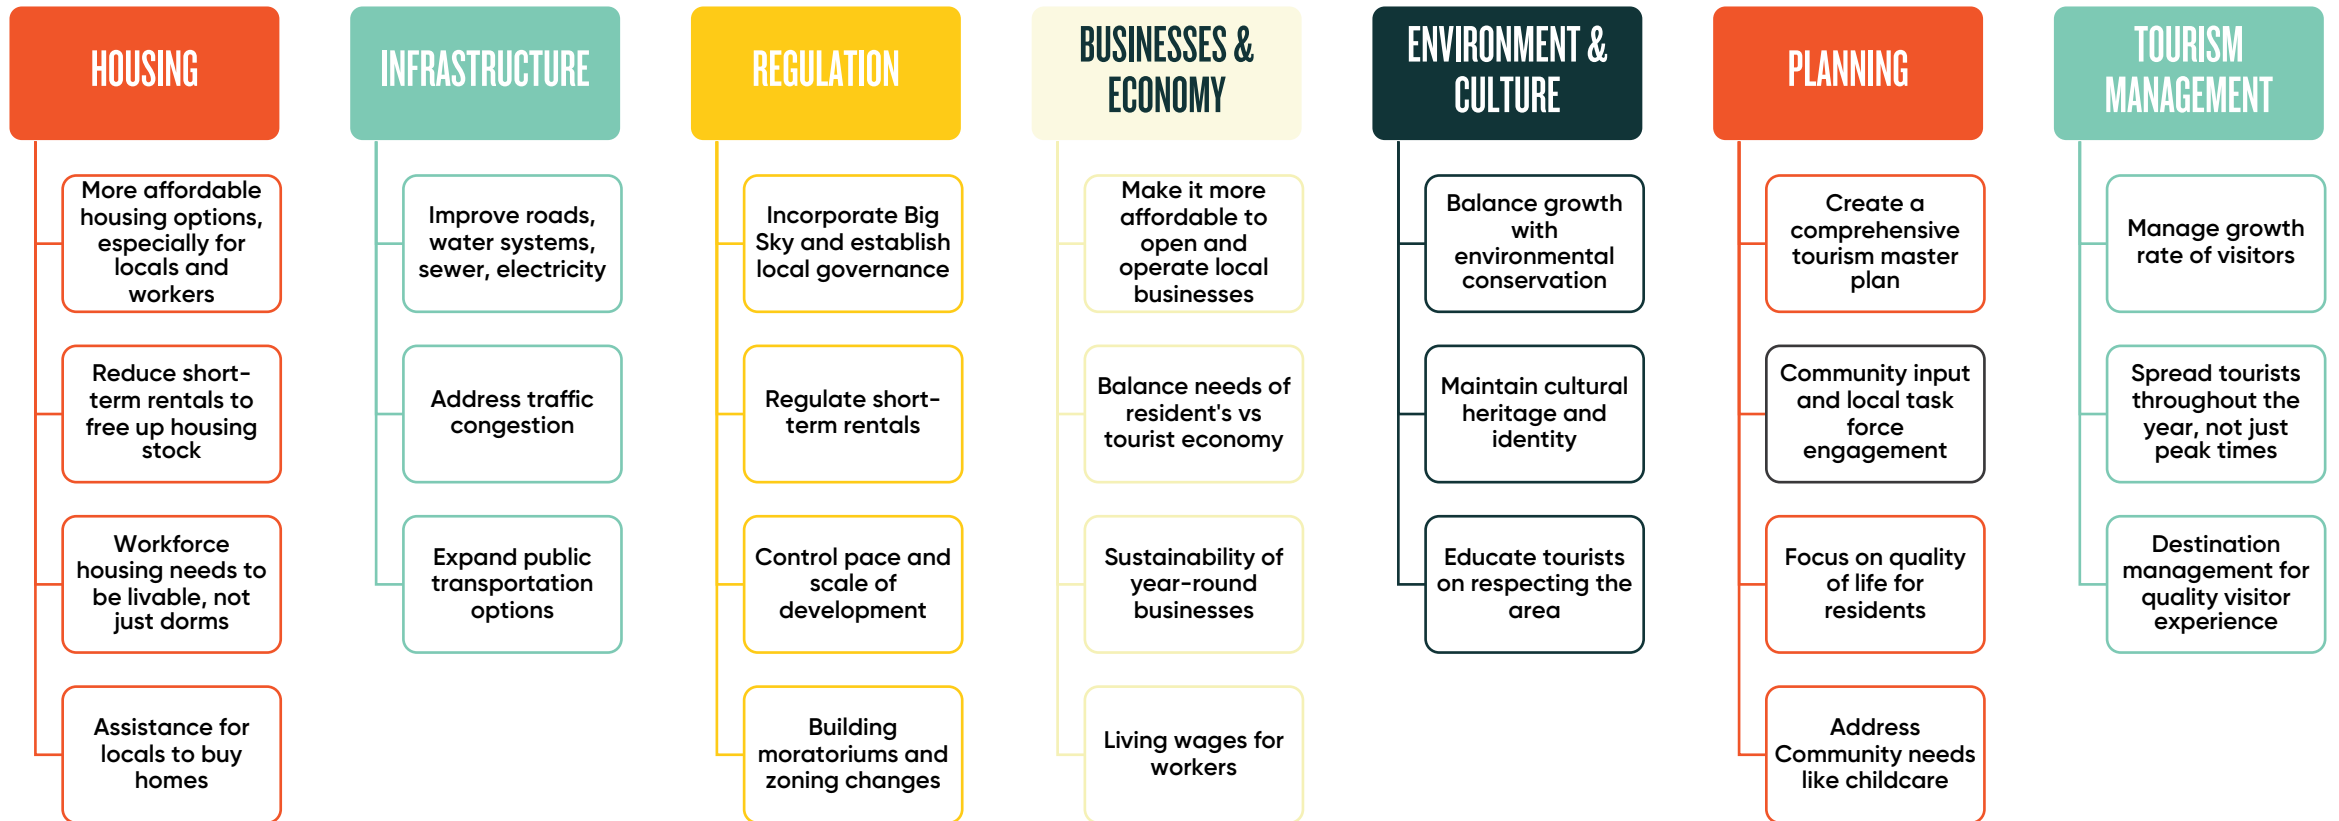 HOUSING
More affordable
housing options,
especially for
locals and
workers
Reduce short-
term rentals to
free up housing
stock
Workforce
housing needs to
be livable, not
just dorms
Assistance for
locals to buy
homes
INFRASTRUCTURE
Improve roads,
water systems,
sewer, electricity
Address traffic
congestion
Expand public
transportation
options
REGULATION
Incorporate Big
Sky and establish
local governance
Regulate short-
term rentals
Control pace and
scale of
development
Building
moratoriums and
zoning changes
BUSINESSES &
ECONOMY
Make it more
affordable to
open and
operate local
businesses
Balance needs of
resident's vs
tourist economy
Sustainability of
year-round
businesses
Living wages for
workers
ENVIRONMENT &
CULTURE
Balance growth
with
environmental
conservation
Maintain cultural
heritage and
identity
Educate tourists
on respecting the
area
PLANNING
Create a
comprehensive
tourism master
plan
Community input
and local task
force
engagement
Focus on quality
of life for
residents
Address
Community needs
like childcare
TOURISM
MANAGEMENT
Manage growth
rate of visitors
Spread tourists
throughout the
year, not just
peak times
Destination
management for
quality visitor
experience